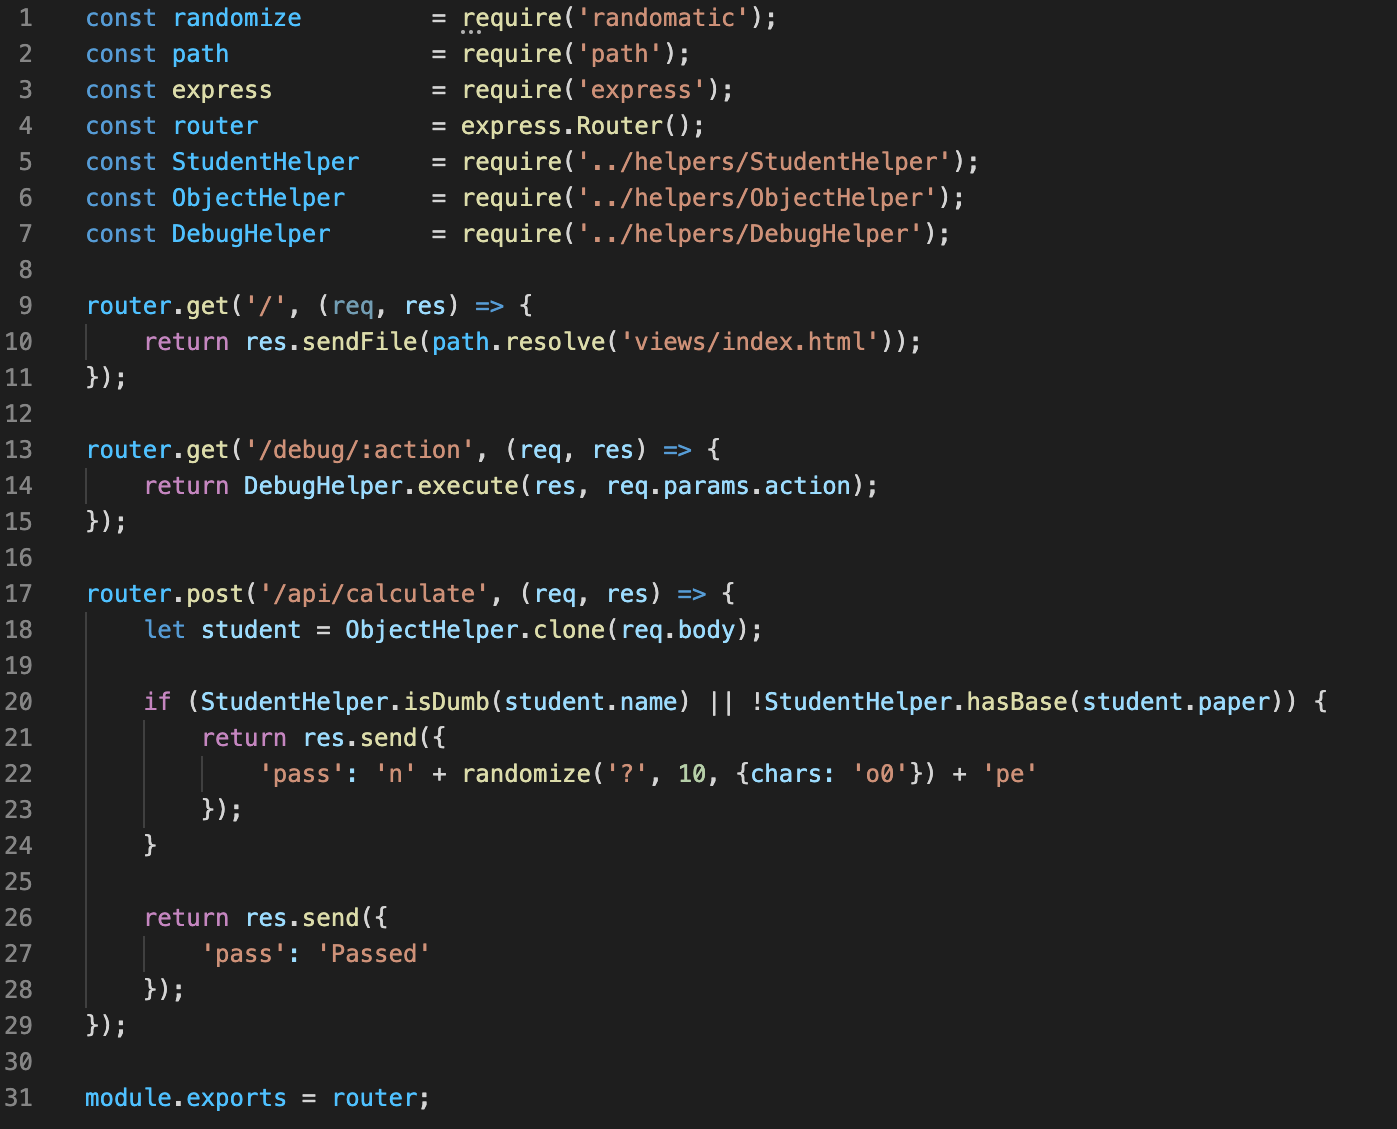 1 const randomize         = require('randomatic');
2 const path              = require('path');
3 const express           = require('express');
4 const router            = express.Router();
5 const StudentHelper     = require('../helpers/StudentHelper');
6 const ObjectHelper      = require('../helpers/ObjectHelper');
7 const DebugHelper       = require('../helpers/DebugHelper');
8
9 router.get('/', (req, res) => {
10     return res.sendFile(path.resolve('views/index.html'));
11 });
12
13 router.get('/debug/:action', (req, res) => {
14     return DebugHelper.execute(res, req.params.action);
15 });
16
17 router.post('/api/calculate', (req, res) => {
18     let student = ObjectHelper.clone(req.body);
19
20     if (StudentHelper.isDumb(student.name) || !StudentHelper.hasBase(student.paper)) {
21         return res.send({
22             'pass': 'n' + randomize('?', 10, {chars: 'o0'}) + 'pe'
23         });
24     }
25
26     return res.send({
27         'pass': 'Passed'
28     });
29 });
30
31 module.exports = router;